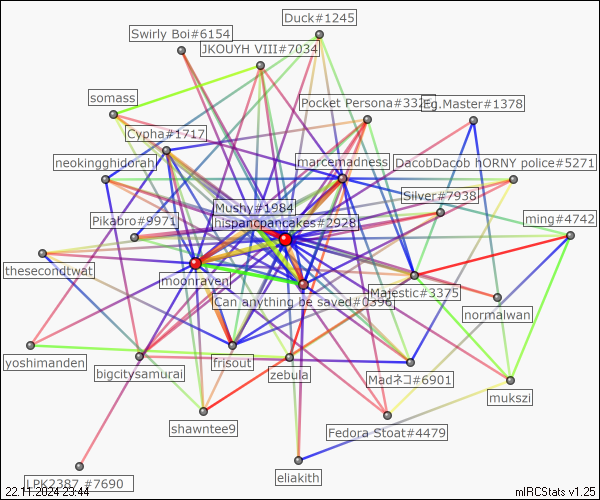 Duck#1245
Swirly Boi#6154
JKOUYH VIII#7034
somass
Pocket Persona#332
Eg.Master#1378
Cypha#1717
neokingghidorah
marcemadness
DacobDacob hORNY police#5271
Silver#7938
Mushy#1984
Pikabro#9971
hispancpancakes#2928
ming#4742
thesecondtwat
moonraven
Can anything be saved#0396
Majestic#3375
normalwan
yoshimanden
bigcitysamurai
frisout
zebula
Madネコ#6901
mukszi
shawntee9
Fedora Stoat#4479
eliakith
LPK2387 #7690
22.11.2024 23:44
mIRCStats v1.25